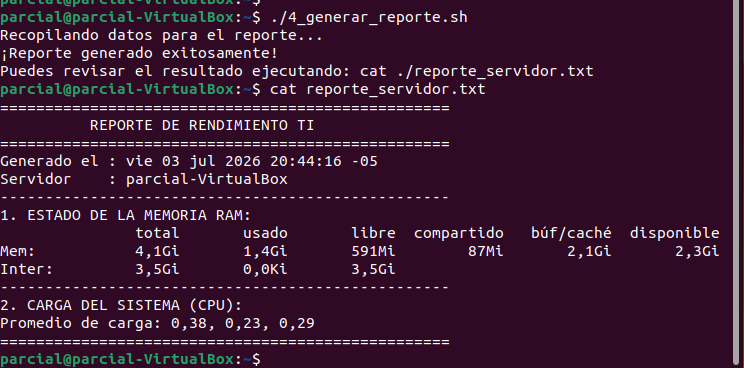 parcial@parcial-VirtualBox:~$
parcial@parcial-VirtualBox:~$ ./4_generar_reporte.sh
Recopilando datos para el reporte...
¡Reporte generado exitosamente!
Puedes revisar el resultado ejecutando: cat ./reporte_servidor.txt
parcial@parcial-VirtualBox:~$ cat reporte_servidor.txt
==================================================
          REPORTE DE RENDIMIENTO TI
==================================================
Generado el : vie 03 jul 2026 20:44:16 -05
Servidor    : parcial-VirtualBox
--------------------------------------------------
1. ESTADO DE LA MEMORIA RAM:
               total       usado       libre  compartido   búf/caché  disponible
Mem:           4,1Gi       1,4Gi       591Mi        87Mi       2,1Gi       2,3Gi
Inter:         3,5Gi       0,0Ki       3,5Gi
--------------------------------------------------
2. CARGA DEL SISTEMA (CPU):
Promedio de carga: 0,38, 0,23, 0,29
==================================================
parcial@parcial-VirtualBox:~$